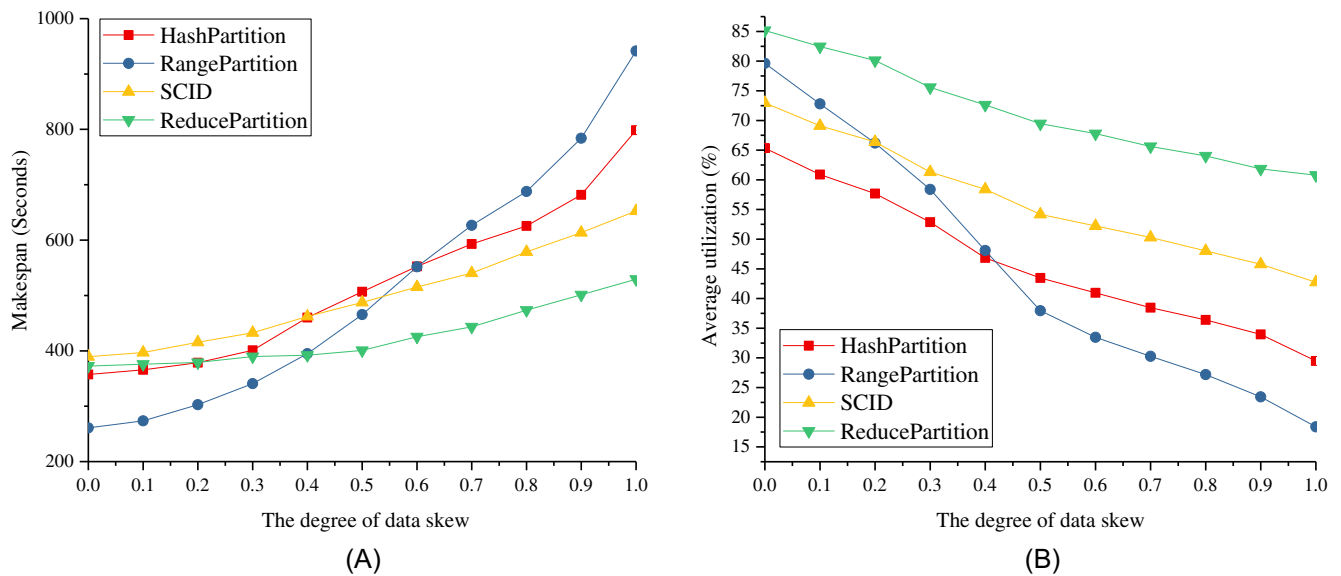 1000
800
600
400
200
Makespan (Seconds)
HashPartition
RangePartition
SCID
ReducePartition
0.0 0.1 0.2 0.3 0.4 0.5 0.6 0.7 0.8 0.9 1.0
The degree of data skew
(A)
85
80
75
70
65
60
55
50
45
40
35
30
25
20
15
Average utilization (%)
HashPartition
RangePartition
SCID
ReducePartition
0.0 0.1 0.2 0.3 0.4 0.5 0.6 0.7 0.8 0.9 1.0
The degree of data skew
(B)